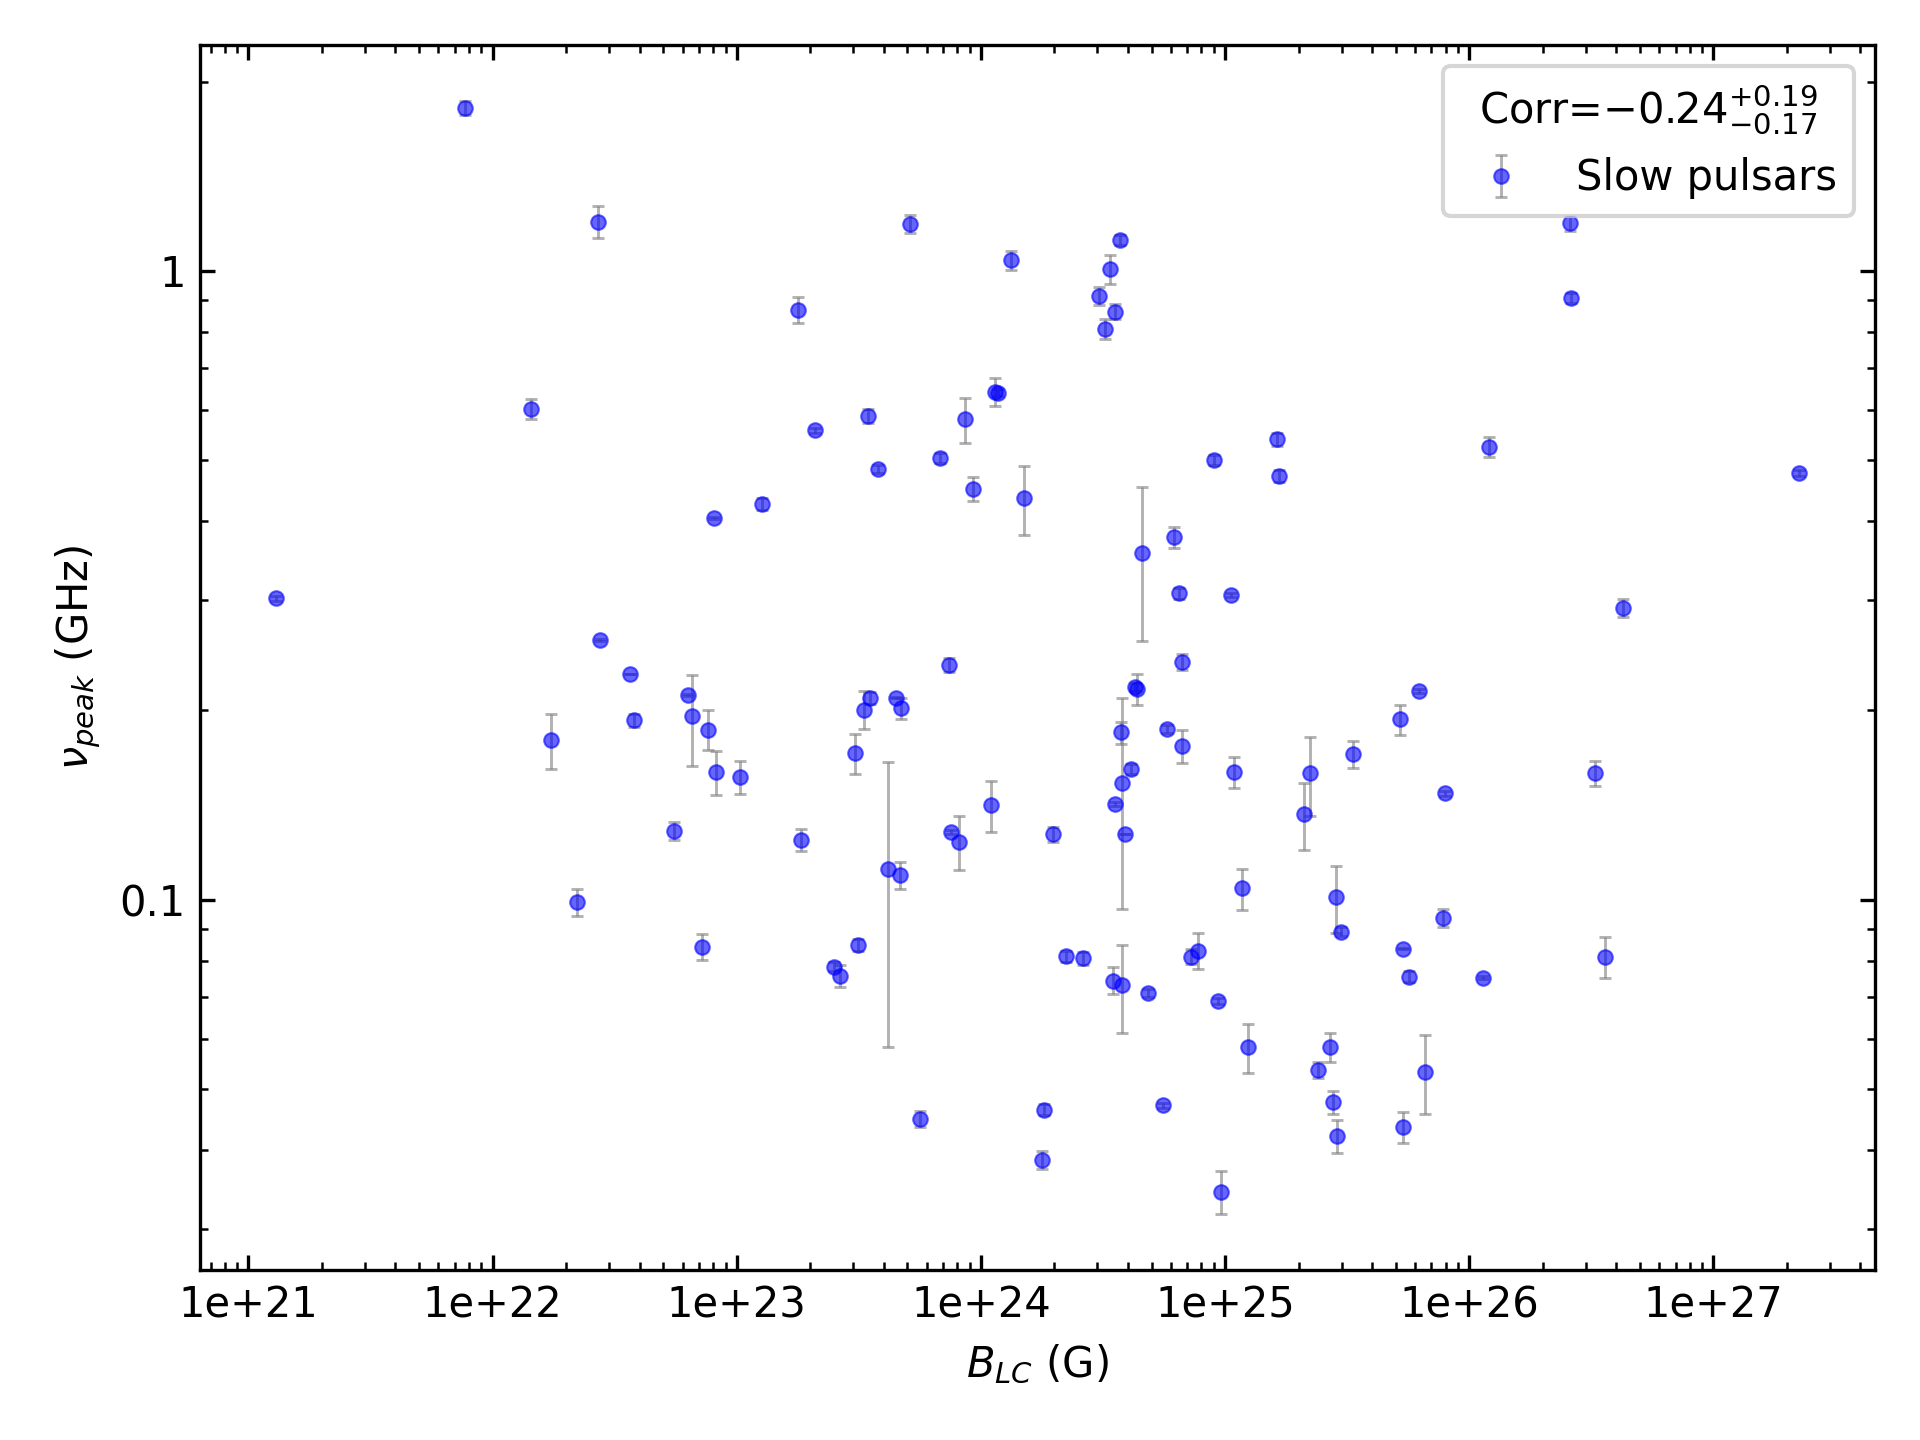 Corr=−0.24+0.19 −0.17
Slow pulsars
1
0.1
νpeak (GHz)
1e+21 1e+22 1e+23 1e+24 1e+25 1e+26 1e+27
BLC (G)